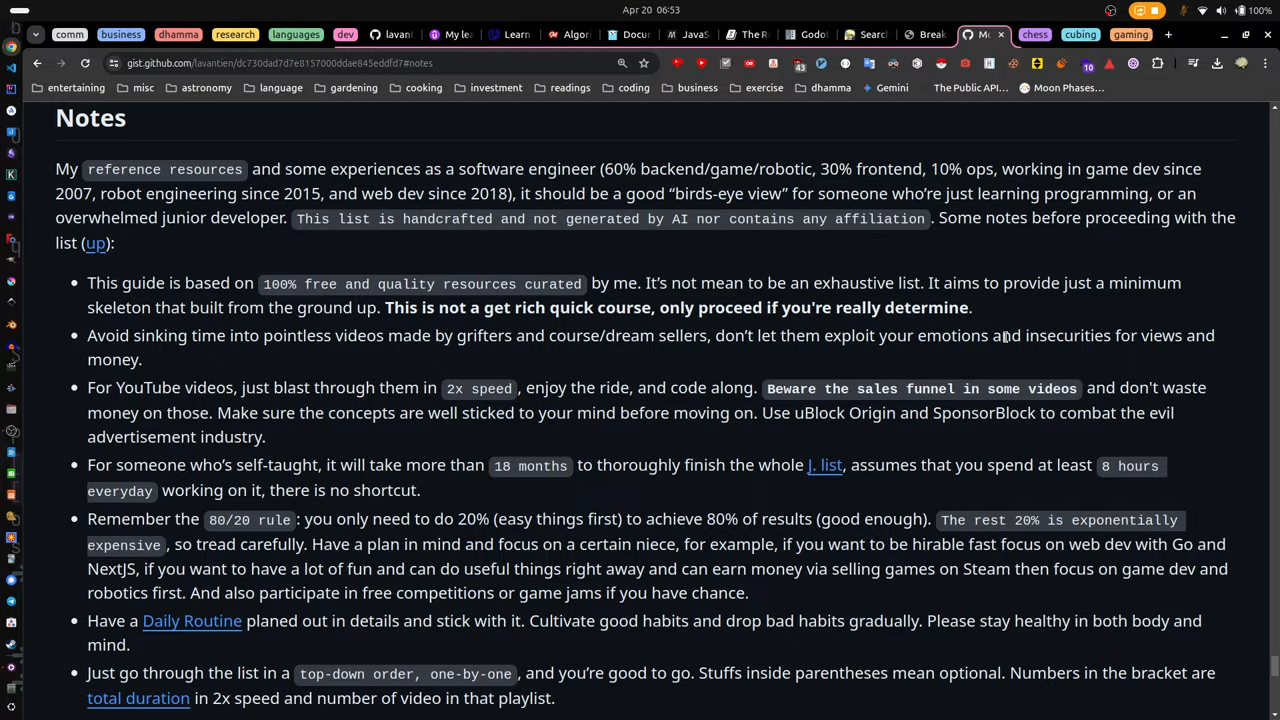 Apr 20 06:53
100%
comm business dhamma research languages dev lavant My lea Learn Algori Docur JavaS The R Godot Search Break Mo chess cubing gaming
gist.github.com/lavantien/dc730dad7d7e8157000ddae845eddfd7#notes
entertaining misc astronomy language gardening cooking investment readings coding business exercise dhamma Gemini The Public API... Moon Phases...
Notes
My reference resources and some experiences as a software engineer (60% backend/game/robotic, 30% frontend, 10% ops, working in game dev since
2007, robot engineering since 2015, and web dev since 2018), it should be a good “birds-eye view” for someone who’re just learning programming, or an
overwhelmed junior developer. This list is handcrafted and not generated by AI nor contains any affiliation. Some notes before proceeding with the
list (up):
This guide is based on 100% free and quality resources curated by me. It’s not mean to be an exhaustive list. It aims to provide just a minimum
skeleton that built from the ground up. This is not a get rich quick course, only proceed if you're really determine.
Avoid sinking time into pointless videos made by grifters and course/dream sellers, don’t let them exploit your emotions and insecurities for views and
money.
For YouTube videos, just blast through them in 2x speed, enjoy the ride, and code along. Beware the sales funnel in some videos and don't waste
money on those. Make sure the concepts are well sticked to your mind before moving on. Use uBlock Origin and SponsorBlock to combat the evil
advertisement industry.
For someone who’s self-taught, it will take more than 18 months to thoroughly finish the whole J. list, assumes that you spend at least 8 hours
everyday working on it, there is no shortcut.
Remember the 80/20 rule: you only need to do 20% (easy things first) to achieve 80% of results (good enough). The rest 20% is exponentially
expensive, so tread carefully. Have a plan in mind and focus on a certain niece, for example, if you want to be hirable fast focus on web dev with Go and
NextJS, if you want to have a lot of fun and can do useful things right away and can earn money via selling games on Steam then focus on game dev and
robotics first. And also participate in free competitions or game jams if you have chance.
Have a Daily Routine planed out in details and stick with it. Cultivate good habits and drop bad habits gradually. Please stay healthy in both body and
mind.
Just go through the list in a top-down order, one-by-one, and you’re good to go. Stuffs inside parentheses mean optional. Numbers in the bracket are
total duration in 2x speed and number of video in that playlist.